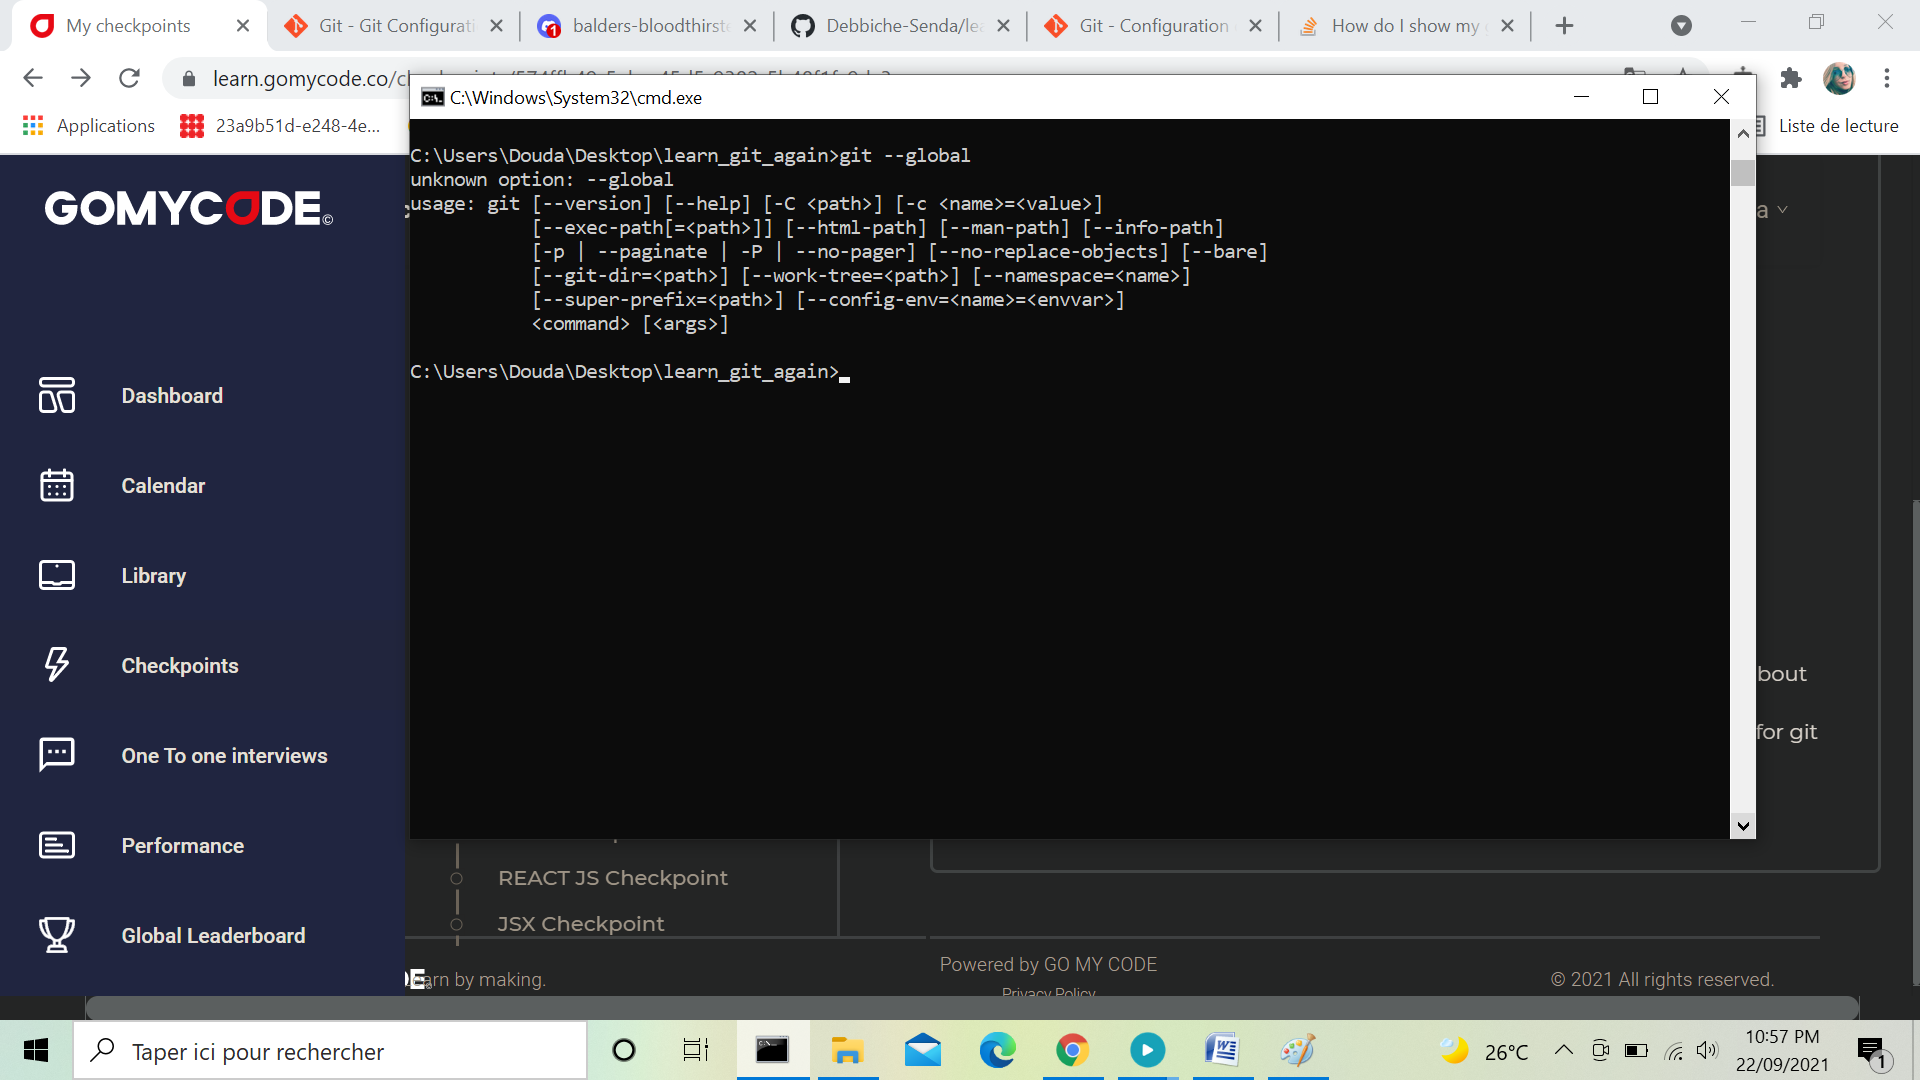 My checkpoints
Git - Git Configurati
balders-bloodthirste
Debbiche-Senda/le
Git - Configuration
How do I show my
Applications
23a9b51d-e248-4e...
Liste de lecture
C:\Windows\System32\cmd.exe
C:\Users\Douda\Desktop\learn_git_again>git --global
unknown option: --global
usage: git [--version] [--help] [-C <path>] [-c <name>=<value>]
[--exec-path[=<path>]] [--html-path] [--man-path] [--info-path]
[-p | --paginate | -P | --no-pager] [--no-replace-objects] [--bare]
[--git-dir=<path>] [--work-tree=<path>] [--namespace=<name>]
[--super-prefix=<path>] [--config-env=<name>=<envvar>]
<command> [<args>]
C:\Users\Douda\Desktop\learn_git_again>
GOMYCODE©
a
Dashboard
Calendar
Library
Checkpoints
One To one interviews
Performance
Global Leaderboard
bout
for git
REACT JS Checkpoint
JSX Checkpoint
earn by making.
Powered by GO MY CODE
Privacy Policy
© 2021 All rights reserved.
Taper ici pour rechercher
26°C
10:57 PM
22/09/2021
1